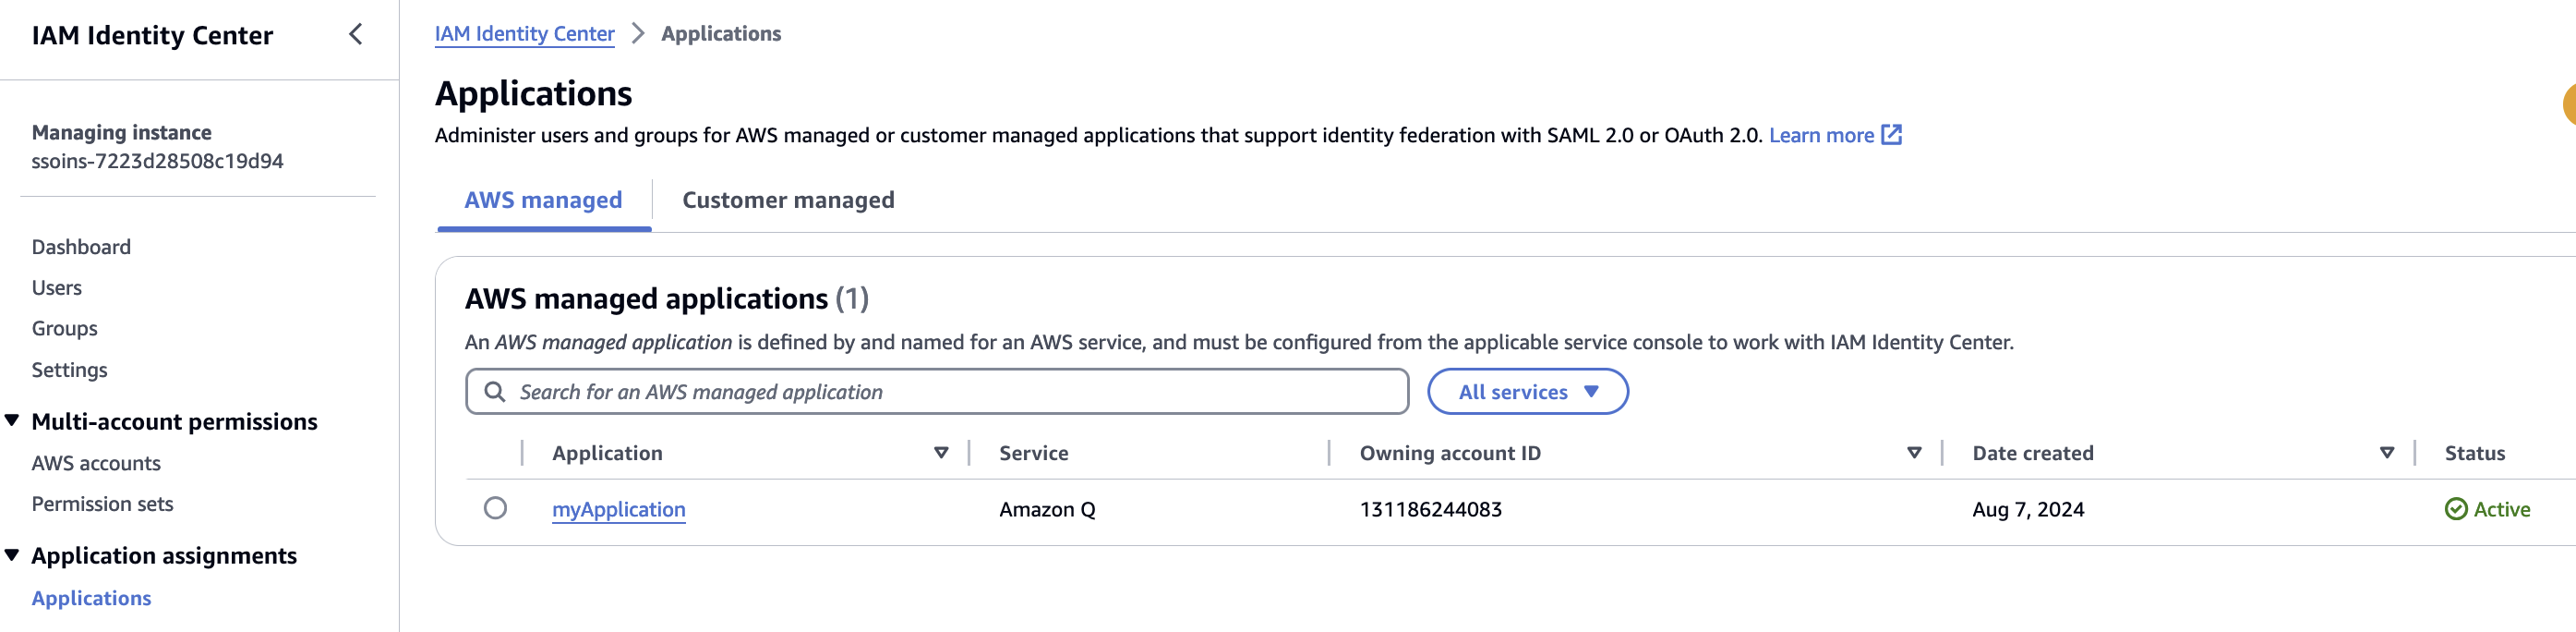 IAM Identity Center
Managing instance
ssoins-7223d28508c19d94
Dashboard
Users
Groups
Settings
Multi-account permissions
AWS accounts
Permission sets
Application assignments
Applications
IAM Identity Center > Applications
Applications
Administer users and groups for AWS managed or customer managed applications that support identity federation with SAML 2.0 or OAuth 2.0. Learn more
AWS managed Customer managed
AWS managed applications (1)
An AWS managed application is defined by and named for an AWS service, and must be configured from the applicable service console to work with IAM Identity Center.
Search for an AWS managed application All services
Application Service Owning account ID Date created Status
myApplication Amazon Q 131186244083 Aug 7, 2024 Active